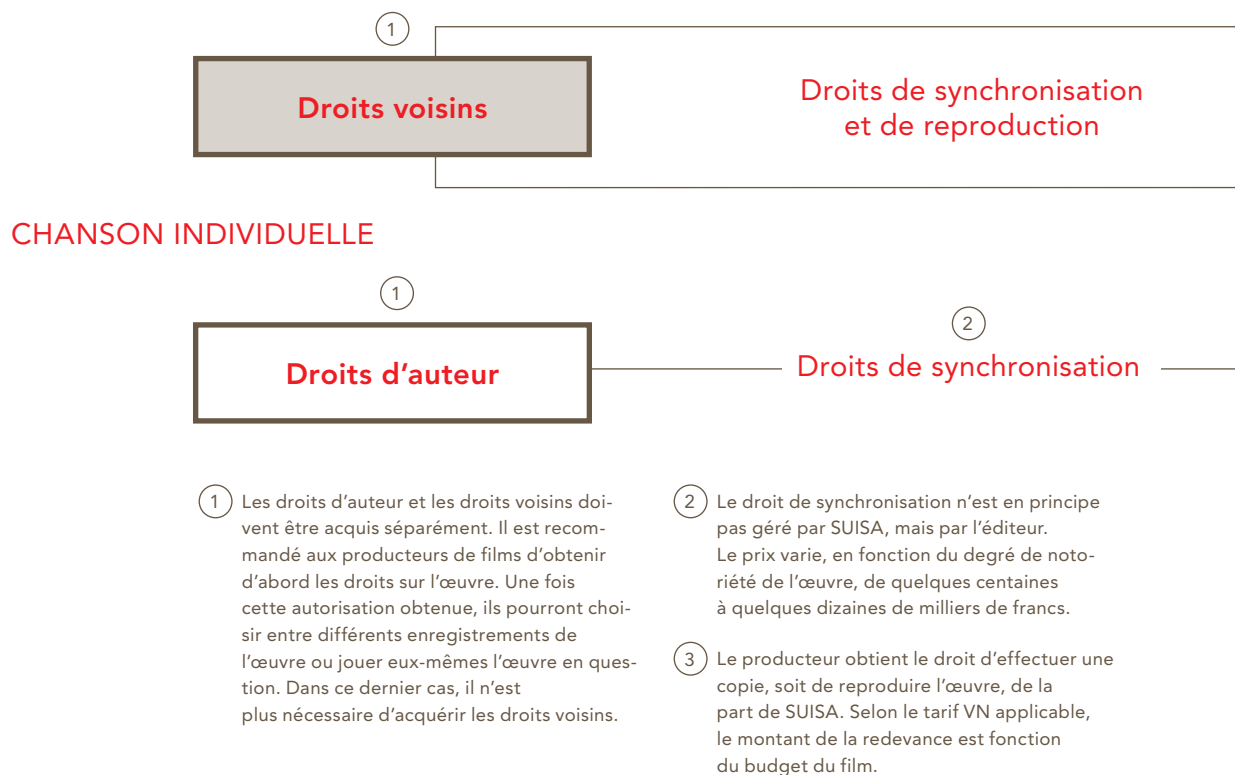 1
Droits voisins
Droits de synchronisation
et de reproduction
CHANSON INDIVIDUELLE
1
Droits d’auteur
2
Droits de synchronisation
1 Les droits d’auteur et les droits voisins doi-
vent être acquis séparément. Il est recom-
mandé aux producteurs de films d’obtenir
d’abord les droits sur l’œuvre. Une fois
cette autorisation obtenue, ils pourront choi-
sir entre différents enregistrements de
l’œuvre ou jouer eux-mêmes l’œuvre en ques-
tion. Dans ce dernier cas, il n’est
plus nécessaire d’acquérir les droits voisins.
2 Le droit de synchronisation n’est en principe
pas géré par SUISA, mais par l’éditeur.
Le prix varie, en fonction du degré de noto-
riété de l’œuvre, de quelques centaines
à quelques dizaines de milliers de francs.
3 Le producteur obtient le droit d’effectuer une
copie, soit de reproduire l’œuvre, de la
part de SUISA. Selon le tarif VN applicable,
le montant de la redevance est fonction
du budget du film.